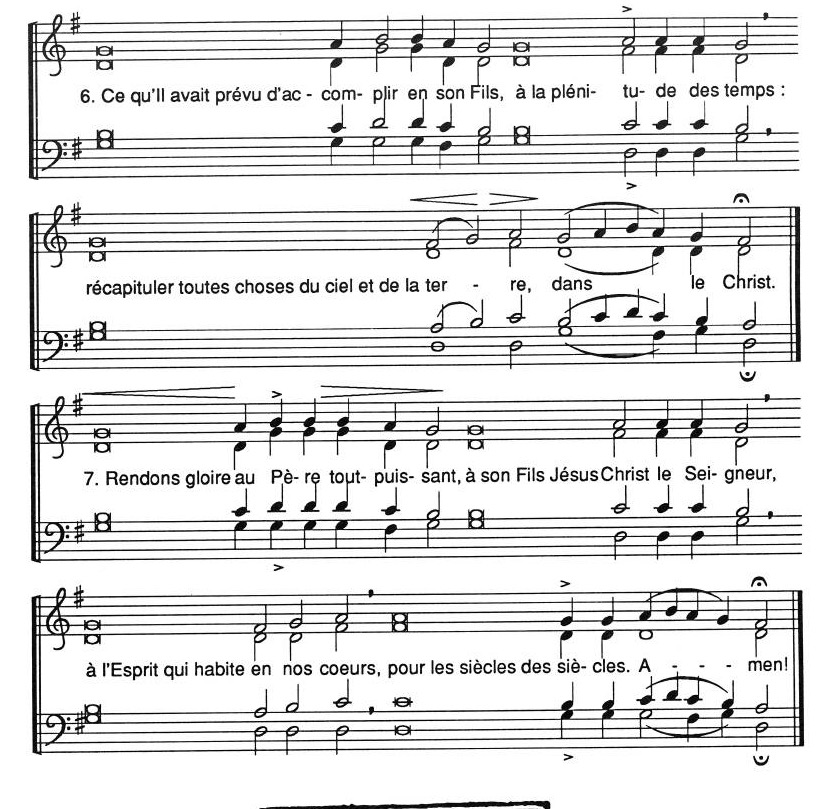 6. Ce qu'Il avait prévu d'ac - com- plir en son Fils, à la pléni- tu- de des temps :
récapituler toutes choses du ciel et de la ter - re, dans le Christ.
7. Rendons gloire au Pè- re tout- puis- sant, à son Fils Jésus Christ le Sei- gneur,
à l'Esprit qui habite en nos coeurs, pour les siècles des siè- cles. A - - - men!